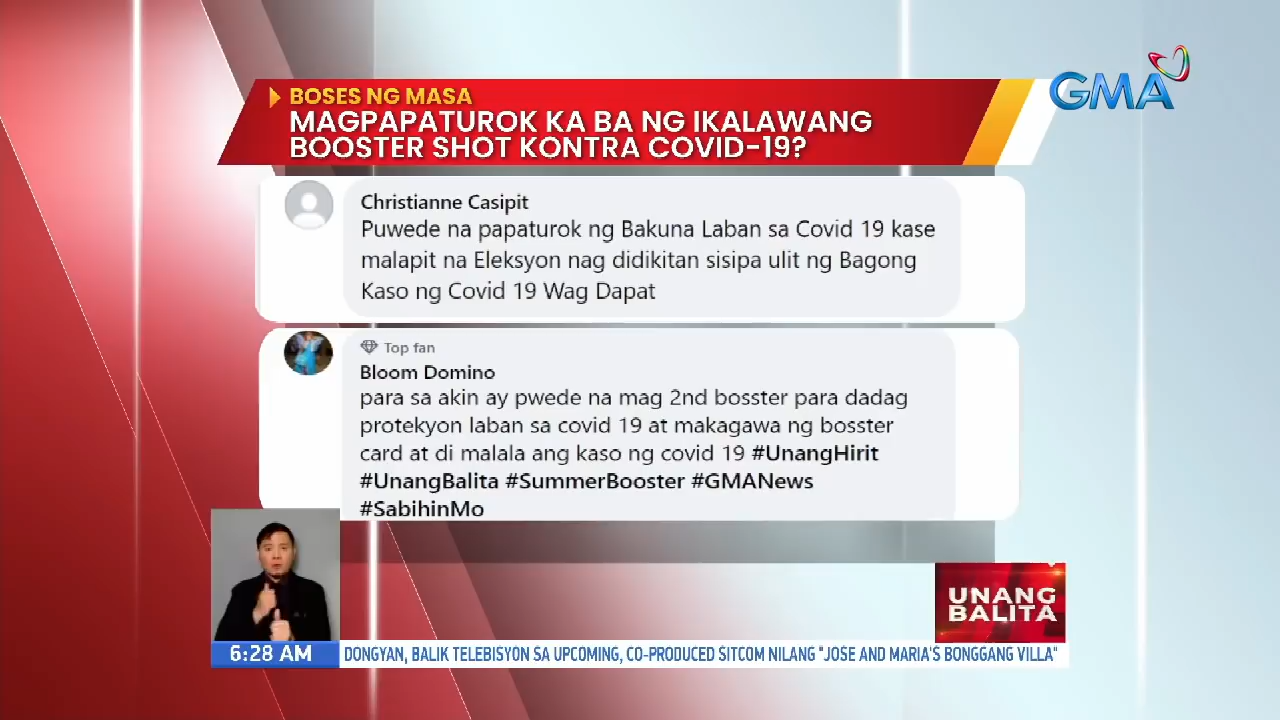 BOSES NG MASA
MAGPAPATUROK KA BA NG IKALAWANG
BOOSTER SHOT KONTRA COVID-19?
GMA
Christianne Casipit
Puwede na papaturok ng Bakuna Laban sa Covid 19 kase
malapit na Eleksyon nag didikitan sisipa ulit ng Bagong
Kaso ng Covid 19 Wag Dapat
Top fan
Bloom Domino
para sa akin ay pwede na mag 2nd bosster para dadag
protekyon laban sa covid 19 at makagawa ng bosster
card at di malala ang kaso ng covid 19 #UnangHirit
#UnangBalita #SummerBooster #GMANews
#SabihinMo
UNANG
BALITA
6:28 AM
DONGYAN, BALIK TELEBISYON SA UPCOMING, CO-PRODUCED SITCOM NILANG "JOSE AND MARIA'S BONGGANG VILLA"